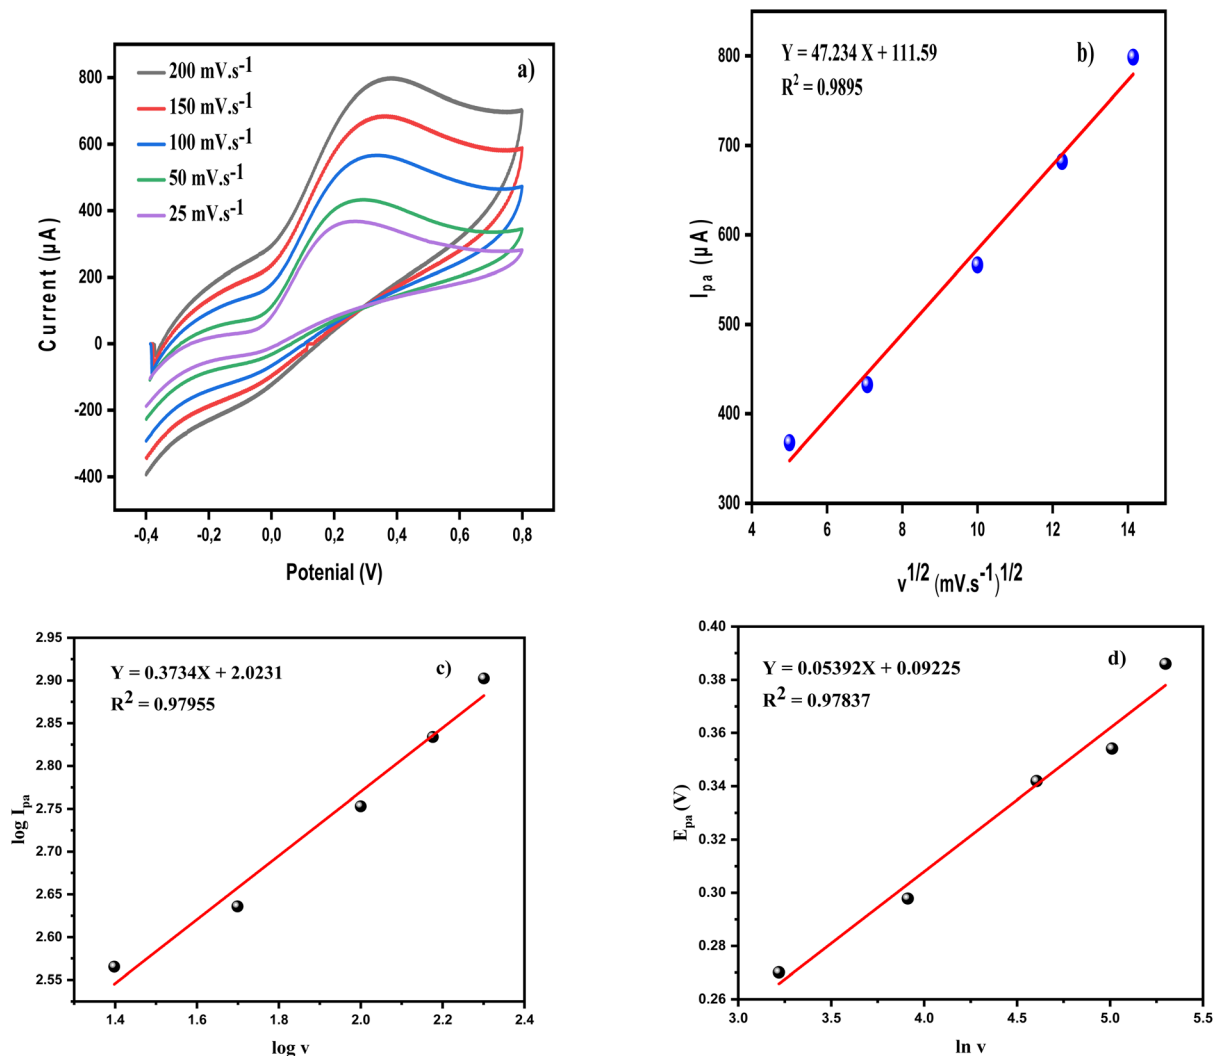 a)
200 mV.s-1
150 mV.s-1
100 mV.s-1
50 mV.s-1
25 mV.s-1
800
600
400
200
0
-200
-400
Current (µA)
-0,4 -0,2 0,0 0,2 0,4 0,6 0,8
Potenial (V)
b)
Y = 47.234 X + 111.59
R2 = 0.9895
800
700
600
500
400
300
Ipa (µA)
4 6 8 10 12 14
v1/2 (mV.s-1)1/2
c)
Y = 0.3734X + 2.0231
R2 = 0.97955
2.95
2.90
2.85
2.80
2.75
2.70
2.65
2.60
2.55
log Ipa
1.4 1.6 1.8 2.0 2.2 2.4
log v
d)
Y = 0.05392X + 0.09225
R2 = 0.97837
0.40
0.38
0.36
0.34
0.32
0.30
0.28
0.26
Epa (V)
3.0 3.5 4.0 4.5 5.0 5.5
ln v